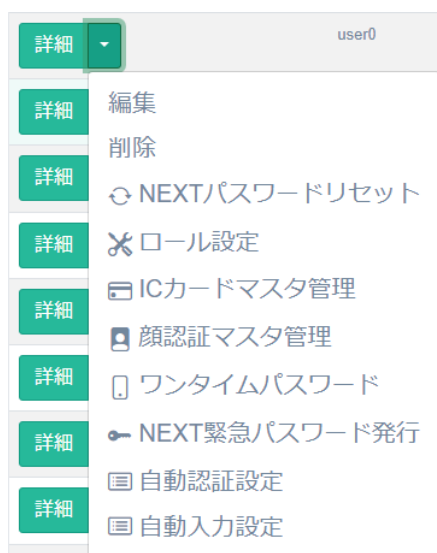 詳細 user0
詳細
詳細
詳細
詳細
詳細
詳細
詳細
編集
削除
NEXTパスワードリセット
ロール設定
ICカードマスタ管理
顔認証マスタ管理
ワンタイムパスワード
NEXT緊急パスワード発行
自動認証設定
自動入力設定